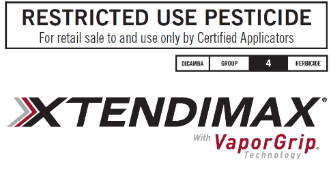 RESTRICTED USE PESTICIDE
For retail sale to and use only by Certified Applicators
DICAMBA GROUP 4 HERBICIDE
XTENDIMAX®
With VaporGrip®
Technology